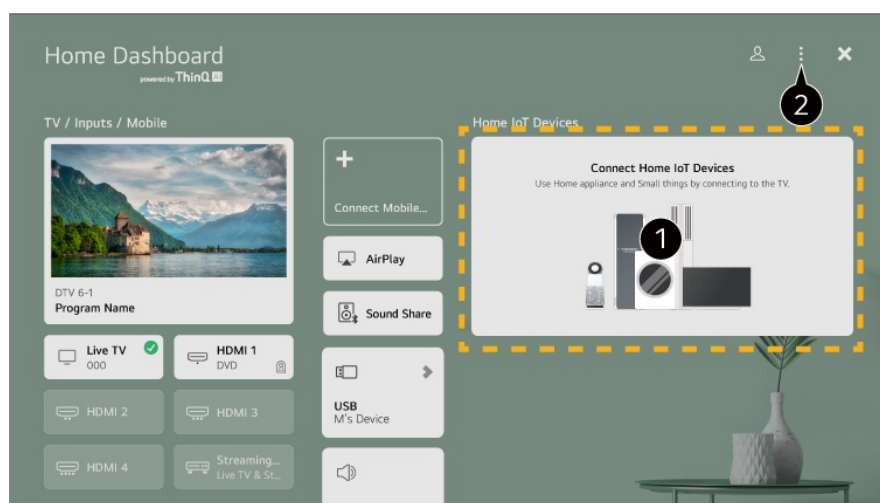 Home Dashboard
powered by ThinQ AI
2
TV / Inputs / Mobile
Home IoT Devices
Connect Home IoT Devices
Use Home appliance and Small things by connecting to the TV.
1
DTV 6-1
Program Name
Connect Mobile...
AirPlay
Sound Share
Live TV
000
HDMI 1
DVD
HDMI 2
HDMI 3
HDMI 4
Streaming...
Live TV & St...
USB
M's Device